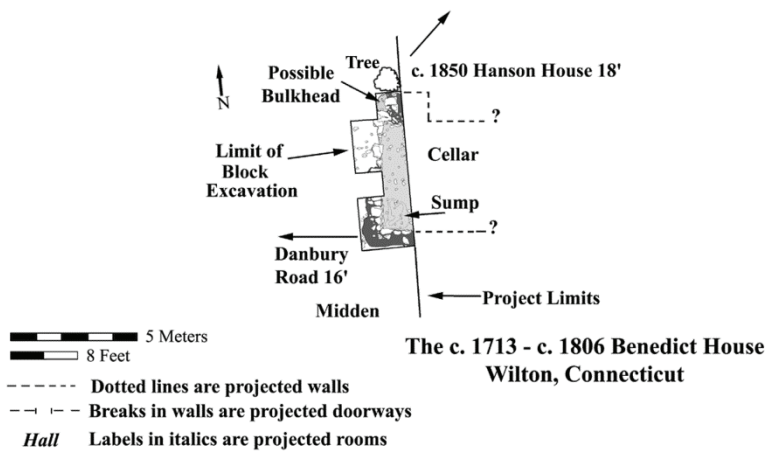 Tree
c. 1850 Hanson House 18'
Possible
Bulkhead
N
?
Limit of
Block
Excavation
Cellar
Sump
?
Danbury
Road 16'
Project Limits
Midden
5 Meters
8 Feet
The c. 1713 - c. 1806 Benedict House
Wilton, Connecticut
Dotted lines are projected walls
Breaks in walls are projected doorways
Hall Labels in italics are projected rooms